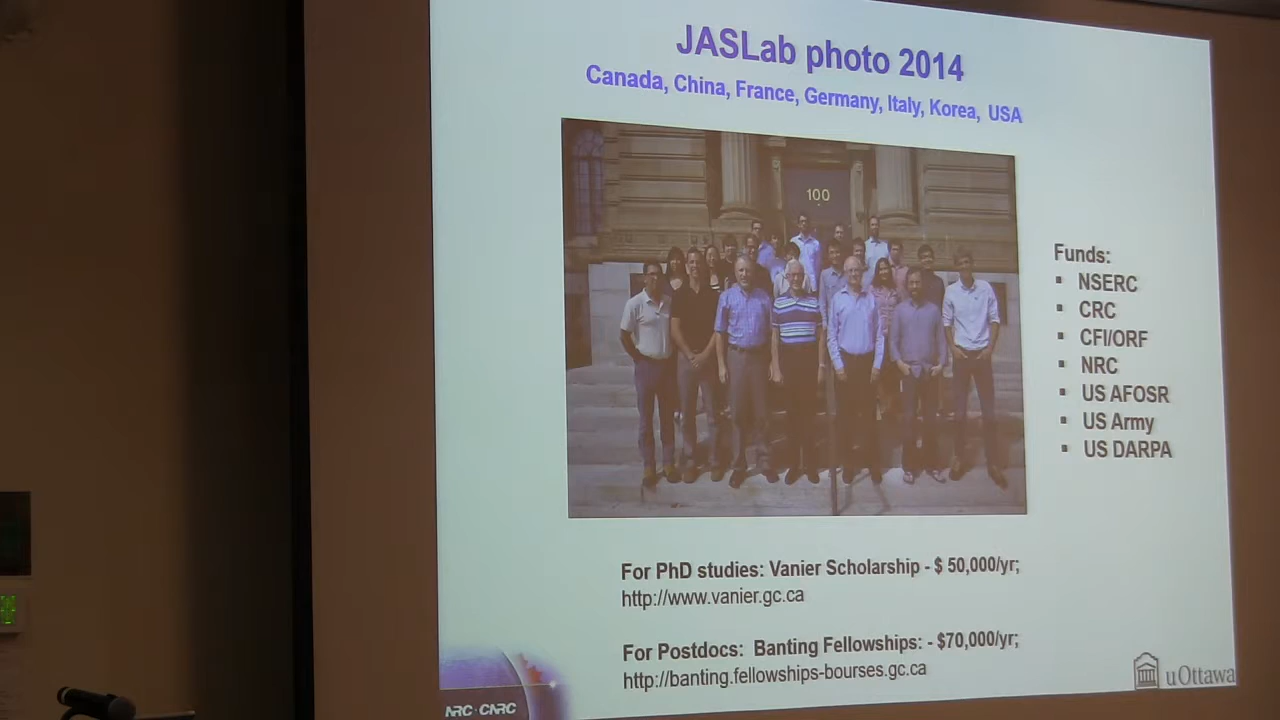 JASLab photo 2014
Canada, China, France, Germany, Italy, Korea, USA
100
Funds:
▪ NSERC
▪ CRC
▪ CFI/ORF
▪ NRC
▪ US AFOSR
▪ US Army
▪ US DARPA
For PhD studies: Vanier Scholarship - $ 50,000/yr;
http://www.vanier.gc.ca
For Postdocs: Banting Fellowships: - $70,000/yr;
http://banting.fellowships-bourses.gc.ca
NRC·CNRC
uOttawa